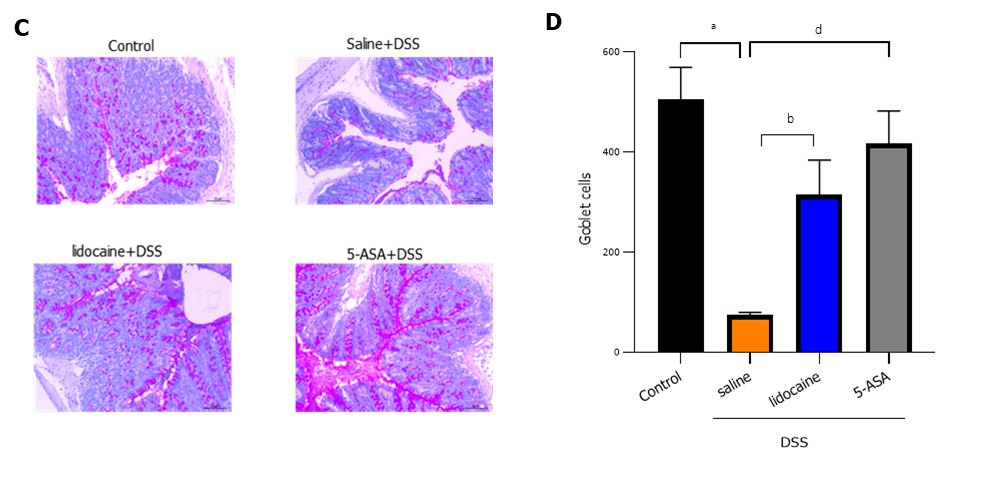 C
Control
Saline+DSS
lidocaine+DSS
5-ASA+DSS
D
a
d
b
600
400
200
0
Goblet cells
Control
saline
lidocaine
5-ASA
DSS